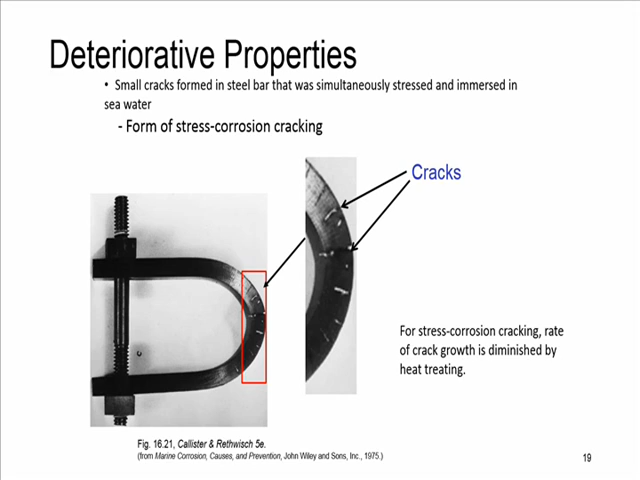 Deteriorative Properties
• Small cracks formed in steel bar that was simultaneously stressed and immersed in
sea water
- Form of stress-corrosion cracking
Cracks
For stress-corrosion cracking, rate
of crack growth is diminished by
heat treating.
Fig. 16.21, Callister & Rethwisch 5e.
(from Marine Corrosion, Causes, and Prevention, John Wiley and Sons, Inc., 1975.)
19